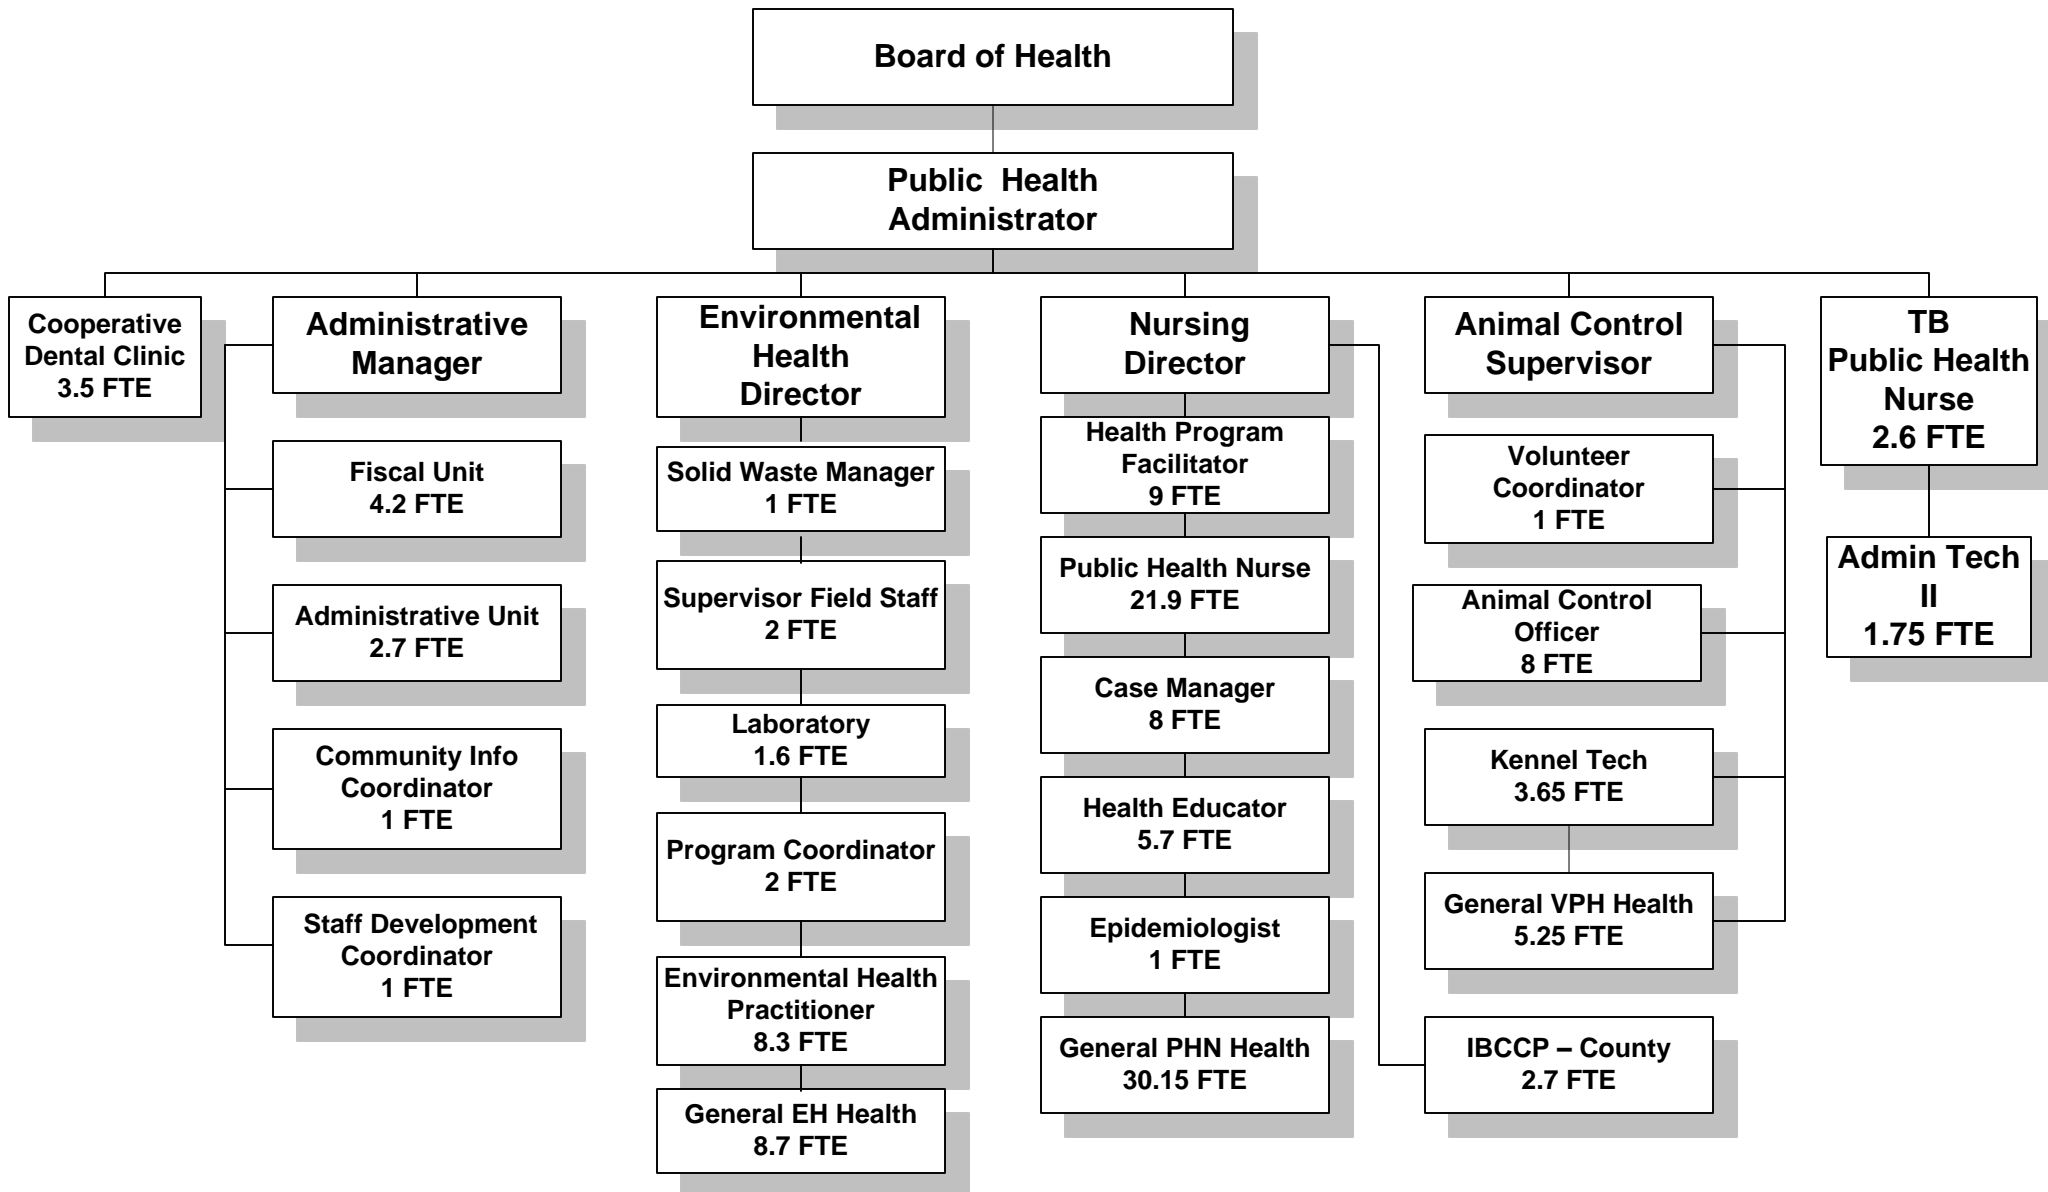 Board of Health
Public Health
Administrator
Cooperative
Dental Clinic
3.5 FTE
Administrative
Manager
Fiscal Unit
4.2 FTE
Administrative Unit
2.7 FTE
Community Info
Coordinator
1 FTE
Staff Development
Coordinator
1 FTE
Environmental
Health
Director
Solid Waste Manager
1 FTE
Supervisor Field Staff
2 FTE
Laboratory
1.6 FTE
Program Coordinator
2 FTE
Environmental Health
Practitioner
8.3 FTE
General EH Health
8.7 FTE
Nursing
Director
Health Program
Facilitator
9 FTE
Public Health Nurse
21.9 FTE
Case Manager
8 FTE
Health Educator
5.7 FTE
Epidemiologist
1 FTE
General PHN Health
30.15 FTE
Animal Control
Supervisor
Volunteer
Coordinator
1 FTE
Animal Control
Officer
8 FTE
Kennel Tech
3.65 FTE
General VPH Health
5.25 FTE
IBCCP – County
2.7 FTE
TB
Public Health
Nurse
2.6 FTE
Admin Tech
II
1.75 FTE